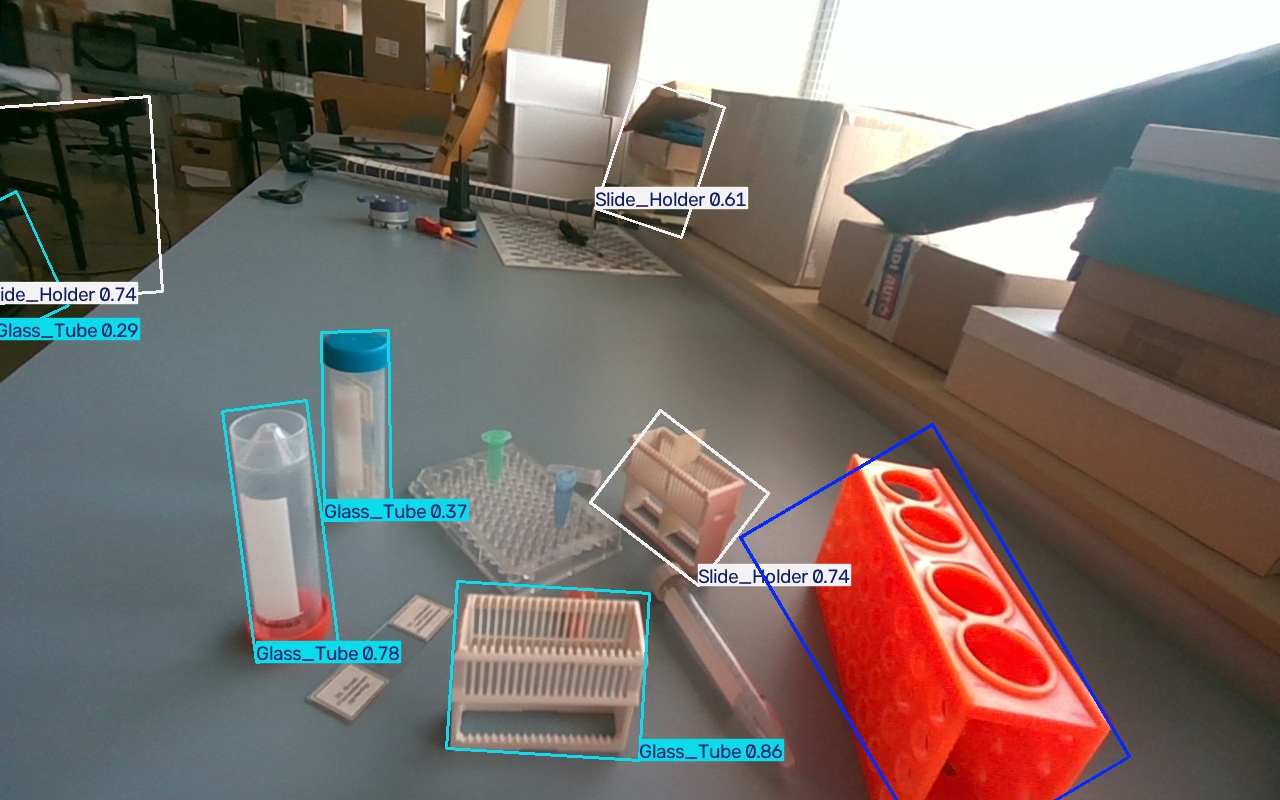 Slide_Holder 0.61
ide_Holder 0.74
Glass_Tube 0.29
Glass_Tube 0.37
Slide_Holder 0.74
Glass_Tube 0.78
Glass_Tube 0.86